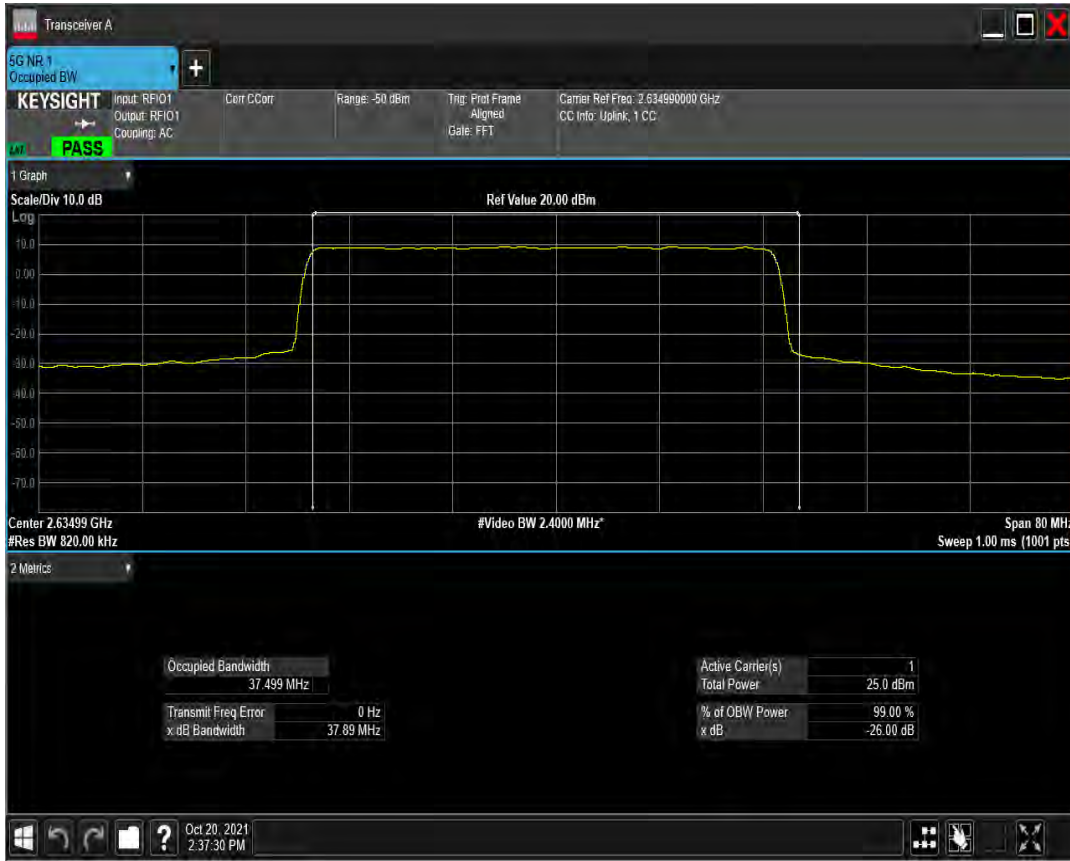 Transceiver A
5G NR 1
Occupied BW
+
KEYSIGHT
Input: RFIO1
Output: RFIO1
Coupling: AC
Corr CCorr
Range: -50 dBm
Trig: Prot Frame
Aligned
Gate: FFT
Carrier Ref Freq: 2.634990000 GHz
CC Info: Uplink, 1 CC
PASS
1 Graph
Scale/Div 10.0 dB
Ref Value 20.00 dBm
Log
10.0
0.00
-10.0
-20.0
-30.0
-40.0
-50.0
-60.0
-70.0
Center 2.63499 GHz
#Video BW 2.4000 MHz*
Span 80 MHz
#Res BW 820.00 kHz
Sweep 1.00 ms (1001 pts
2 Metrics
Occupied Bandwidth
37.499 MHz
Transmit Freq Error 0 Hz
x dB Bandwidth 37.89 MHz
Active Carrier(s) 1
Total Power 25.0 dBm
% of OBW Power 99.00 %
x dB -26.00 dB
?
Oct 20, 2021
2:37:30 PM